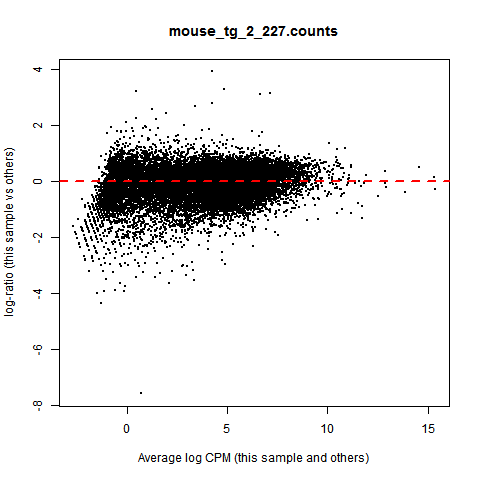 mouse_tg_2_227.counts
log-ratio (this sample vs others)
4
2
0
-2
-4
-6
-8
0 5 10 15
Average log CPM (this sample and others)